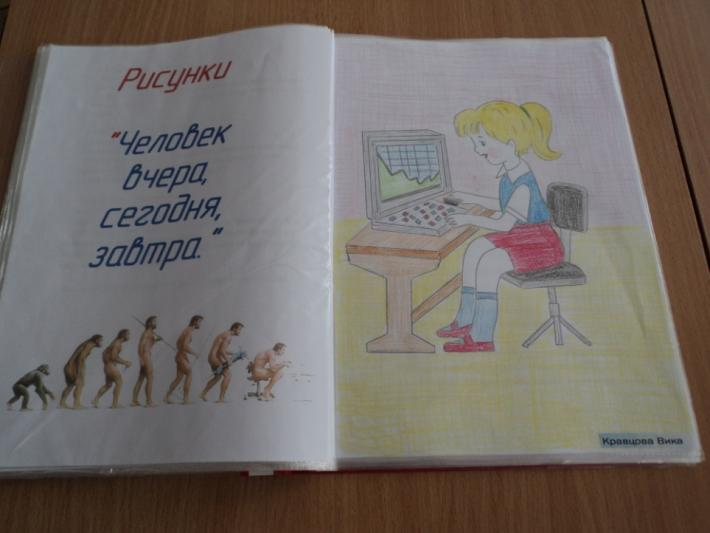 Рисунки
"Человек
вчера,
сегодня,
завтра."
Кравцова Вика